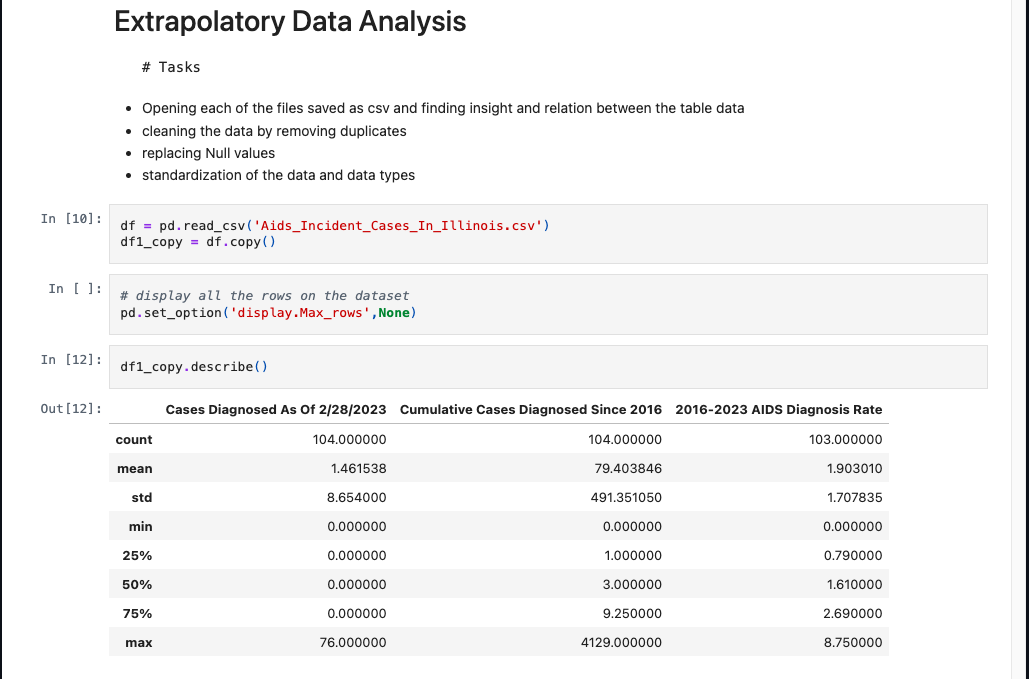 Extrapolatory Data Analysis
# Tasks
• Opening each of the files saved as csv and finding insight and relation between the table data
• cleaning the data by removing duplicates
• replacing Null values
• standardization of the data and data types
In [10]: df = pd.read_csv('Aids_Incident_Cases_In_Illinois.csv')
df1_copy = df.copy()
In [ ]: # display all the rows on the dataset
pd.set_option('display.Max_rows',None)
In [12]: df1_copy.describe()
Out[12]: Cases Diagnosed As Of 2/28/2023 Cumulative Cases Diagnosed Since 2016 2016-2023 AIDS Diagnosis Rate
count 104.000000 104.000000 103.000000
mean 1.461538 79.403846 1.903010
std 8.654000 491.351050 1.707835
min 0.000000 0.000000 0.000000
25% 0.000000 1.000000 0.790000
50% 0.000000 3.000000 1.610000
75% 0.000000 9.250000 2.690000
max 76.000000 4129.000000 8.750000